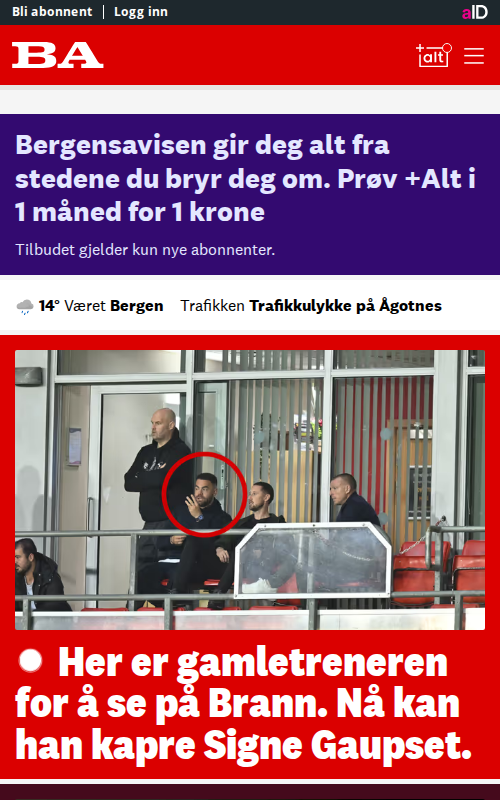 Bli abonnent | Logg inn
aID
BA
+alt
Bergensavisen gir deg alt fra
stedene du bryr deg om. Prøv +Alt i
1 måned for 1 krone
Tilbudet gjelder kun nye abonnenter.
14° Været Bergen Trafikken Trafikkulykke på Ågotnes
Her er gamletreneren
for å se på Brann. Nå kan
han kapre Signe Gaupset.